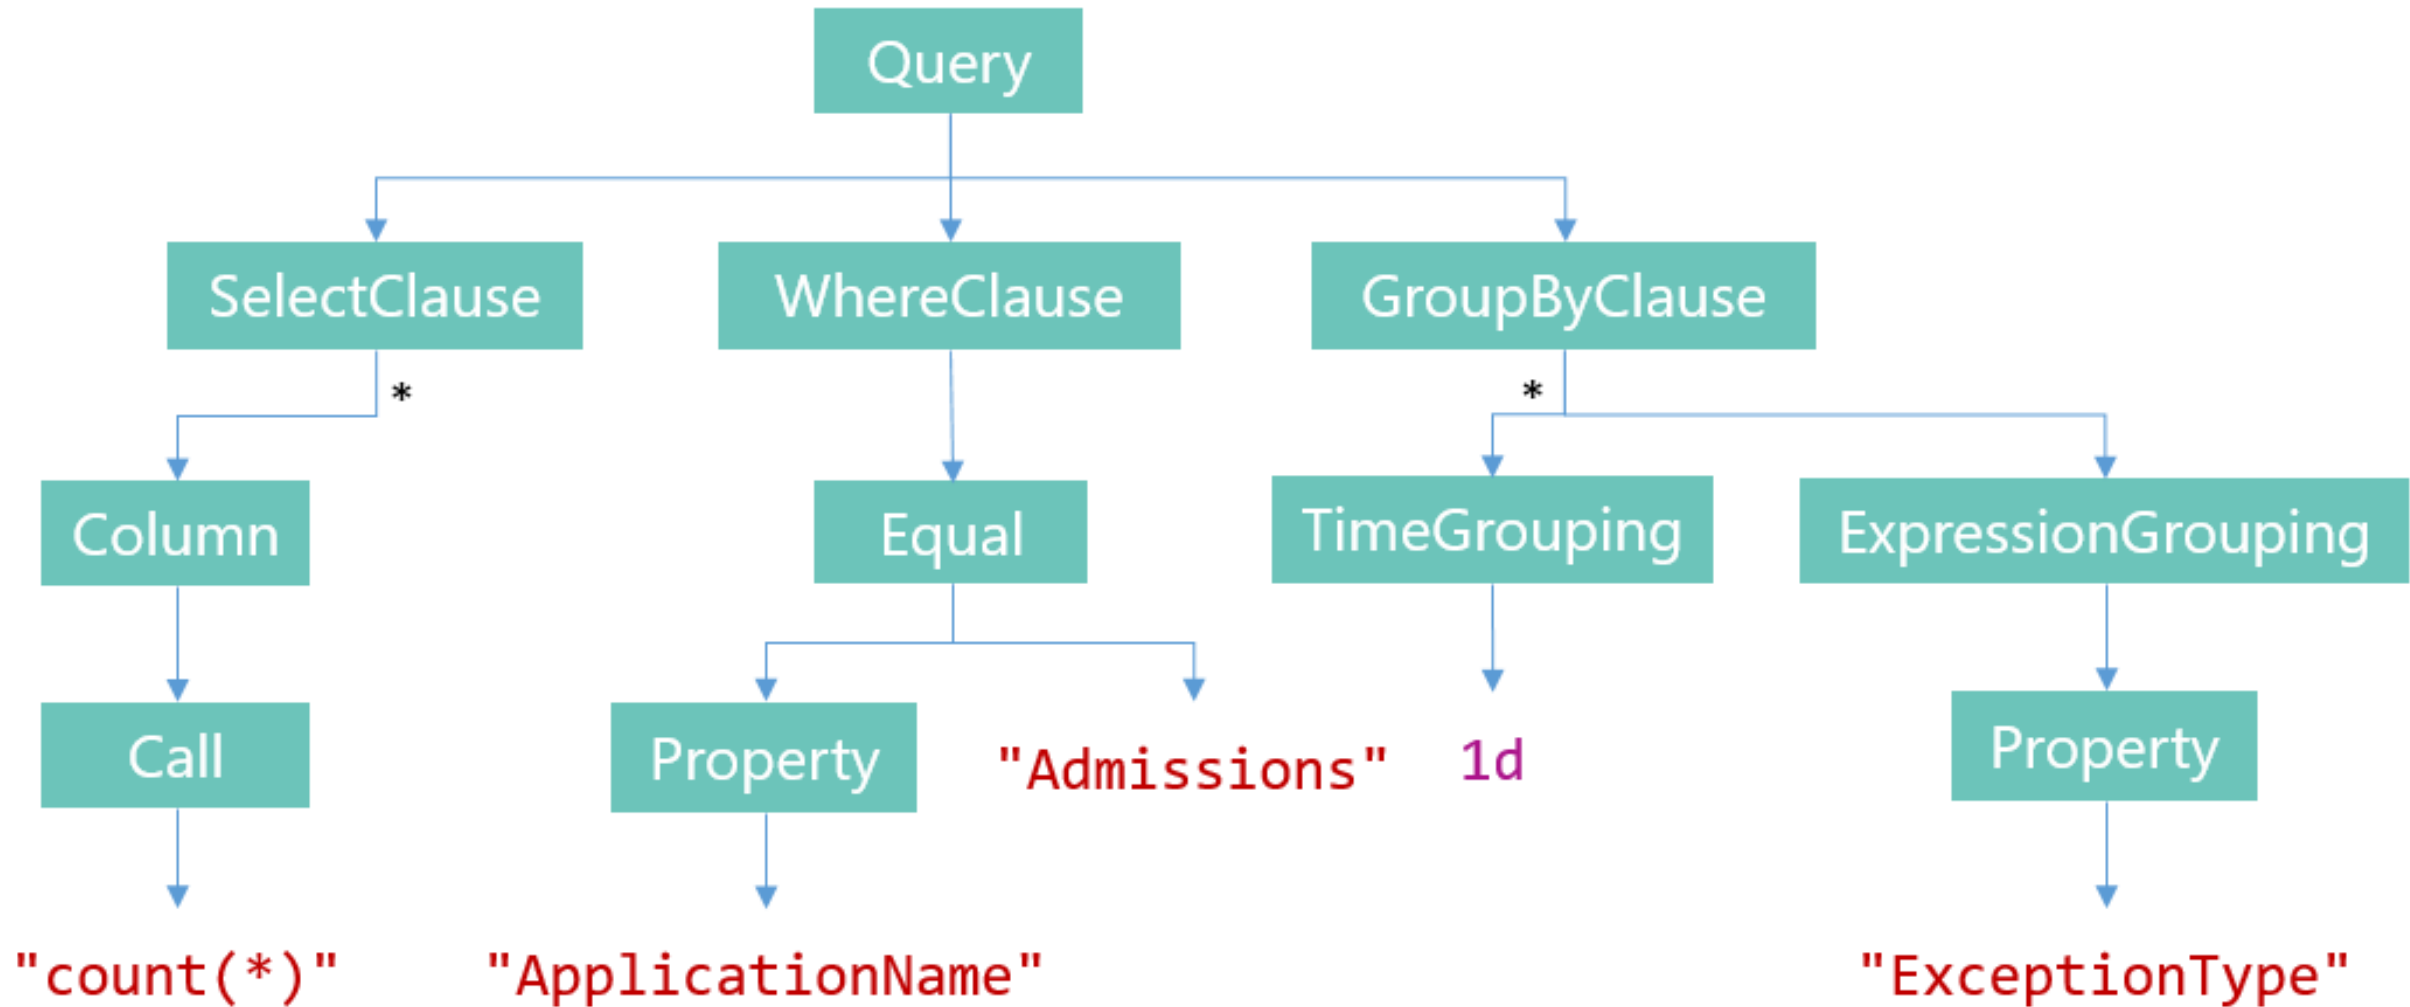 Query
SelectClause
WhereClause
GroupByClause
*
*
Column
Equal
TimeGrouping
ExpressionGrouping
Call
Property
"Admissions"
1d
Property
"count(*)"
"ApplicationName"
"ExceptionType"